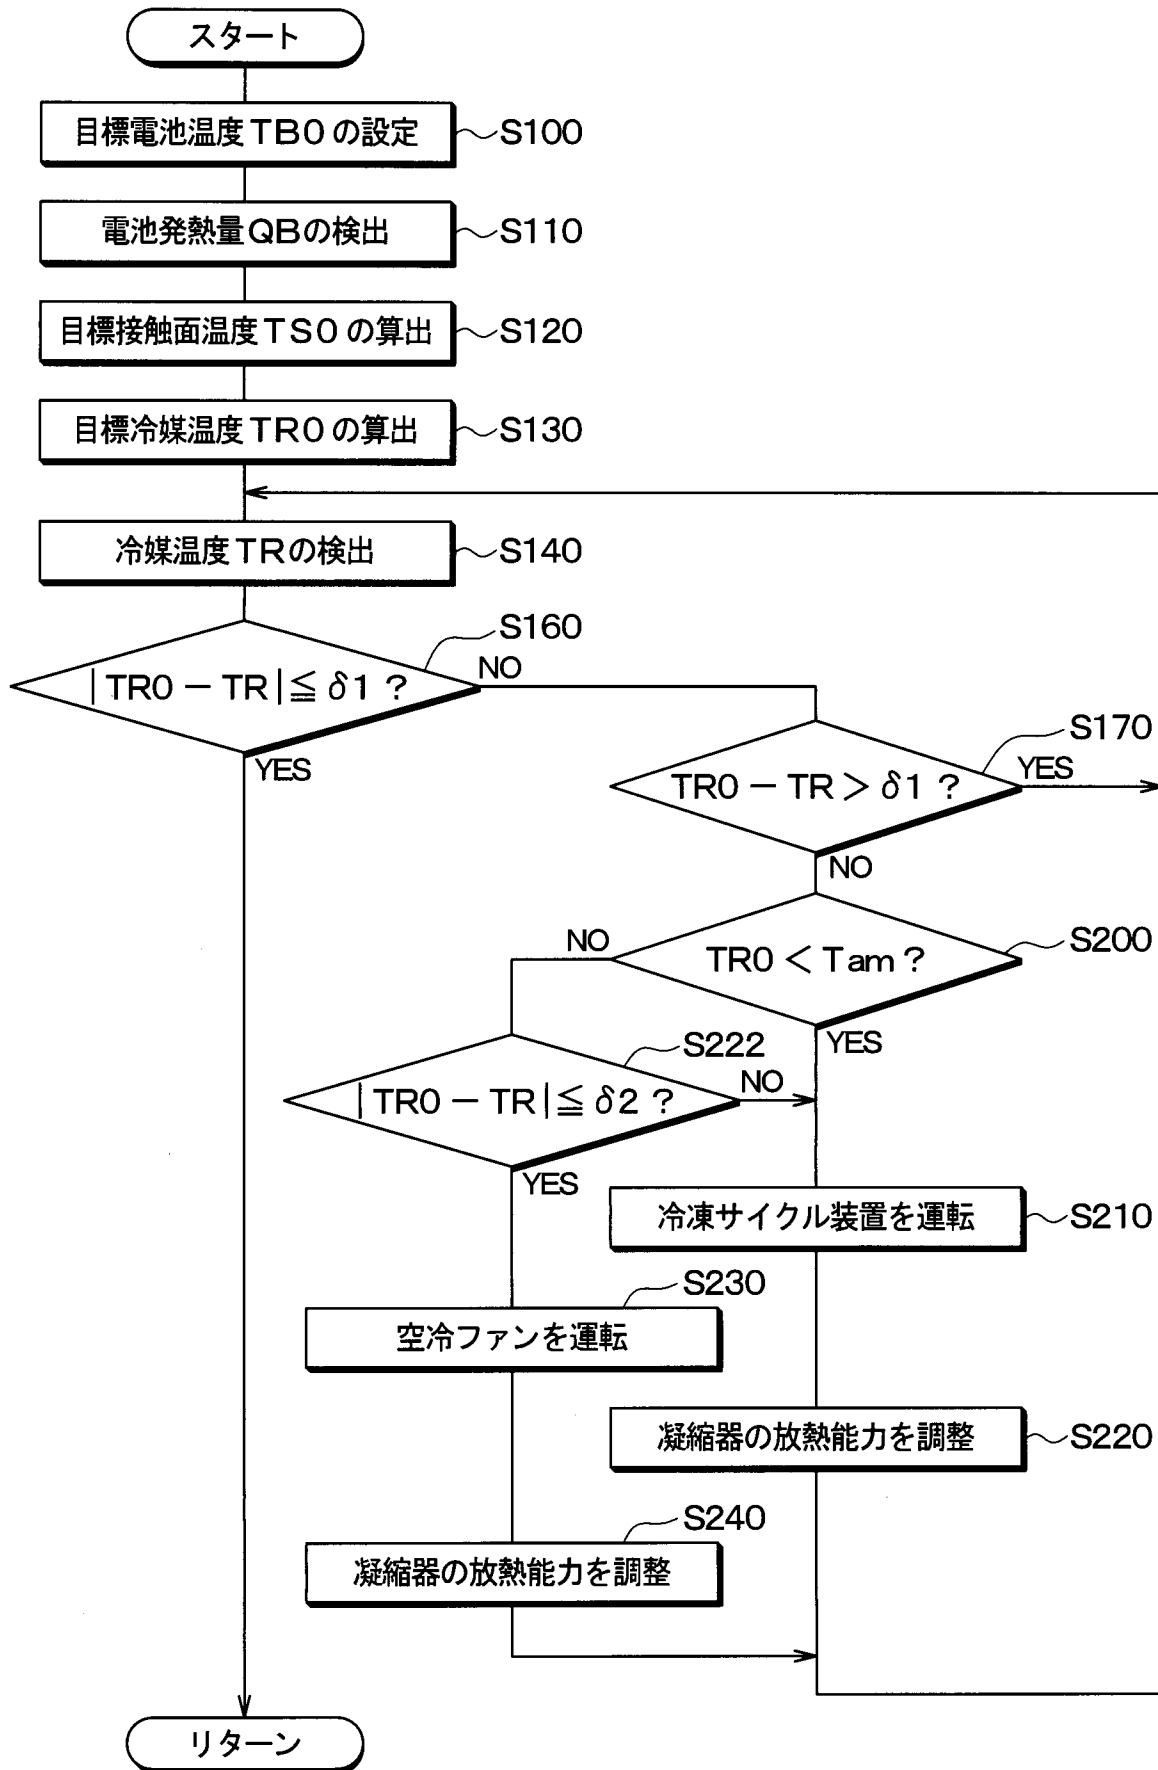 スタート
目標電池温度TB0の設定
S100
電池発熱量QBの検出
S110
目標接触面温度TS0の算出
S120
目標冷媒温度TR0の算出
S130
冷媒温度TRの検出
S140
S160
|TR0－TR|≦δ1？
NO
YES
S170
TR0－TR＞δ1？
YES
NO
S200
TR0＜Tam？
NO
YES
S222
|TR0－TR|≦δ2？
NO
YES
冷凍サイクル装置を運転
S210
S230
空冷ファンを運転
凝縮器の放熱能力を調整
S220
S240
凝縮器の放熱能力を調整
リターン